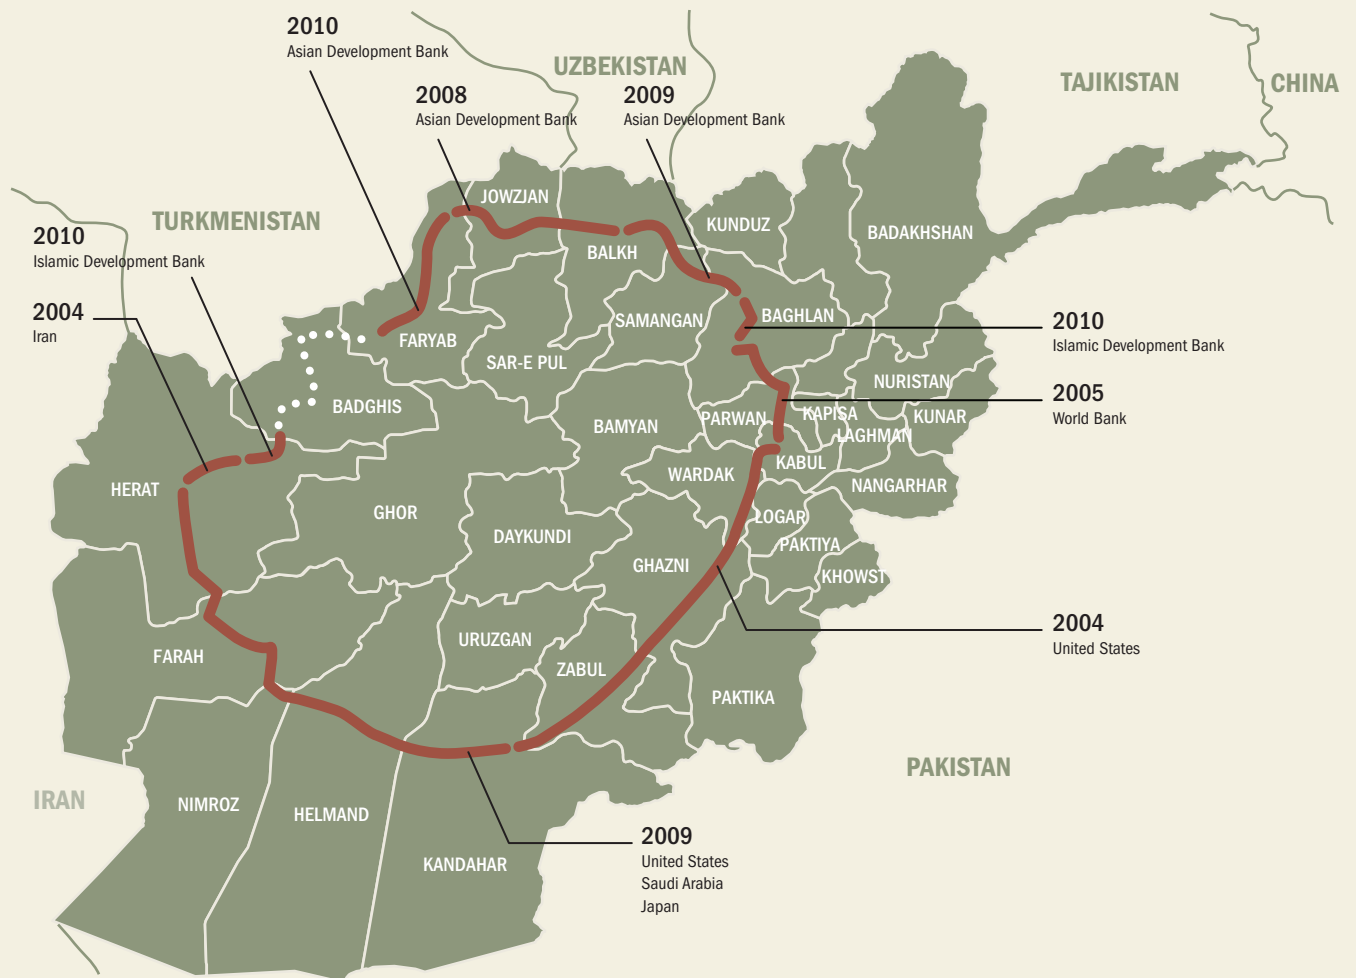 2010
Asian Development Bank
UZBEKISTAN
TAJIKISTAN
CHINA
2008
Asian Development Bank
2009
Asian Development Bank
JOWZJAN
TURKMENISTAN
KUNDUZ
BADAKHSHAN
2010
Islamic Development Bank
BALKH
2004
Iran
SAMANGAN
BAGHLAN
2010
Islamic Development Bank
FARYAB
SAR-E PUL
NURISTAN
2005
World Bank
BADGHIS
BAMYAN
PARWAN
KAPISA
KUNAR
LAGHMAN
KABUL
WARDAK
HERAT
NANGARHAR
GHOR
LOGAR
DAYKUNDI
PAKTIYA
GHAZNI
KHOWST
2004
United States
URUZGAN
FARAH
ZABUL
PAKTIKA
PAKISTAN
IRAN
NIMROZ
HELMAND
2009
United States
Saudi Arabia
Japan
KANDAHAR